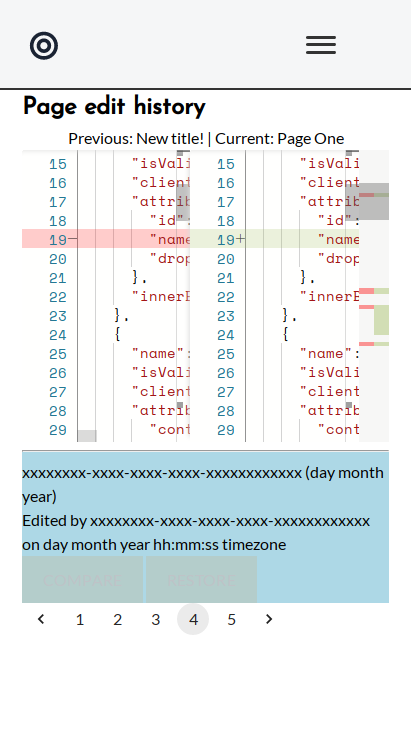 Page edit history
Previous: New title! | Current: Page One
15 "isVali 15 "isVali
16 "client 16 "client
17 "attrib 17 "attrib
18 "id": 18 "id":
19− "name 19+ "name
20 "drop 20 "drop
21 }, 21 },
22 "innerB 22 "innerB
23 }, 23 },
24 { 24 {
25 "name": 25 "name":
26 "isVali 26 "isVali
27 "client 27 "client
28 "attrib 28 "attrib
29 "cont 29 "cont
xxxxxxxx-xxxx-xxxx-xxxx-xxxxxxxxxxxx (day month
year)
Edited by xxxxxxxx-xxxx-xxxx-xxxx-xxxxxxxxxxxx
on day month year hh:mm:ss timezone
COMPARE RESTORE
1 2 3 4 5